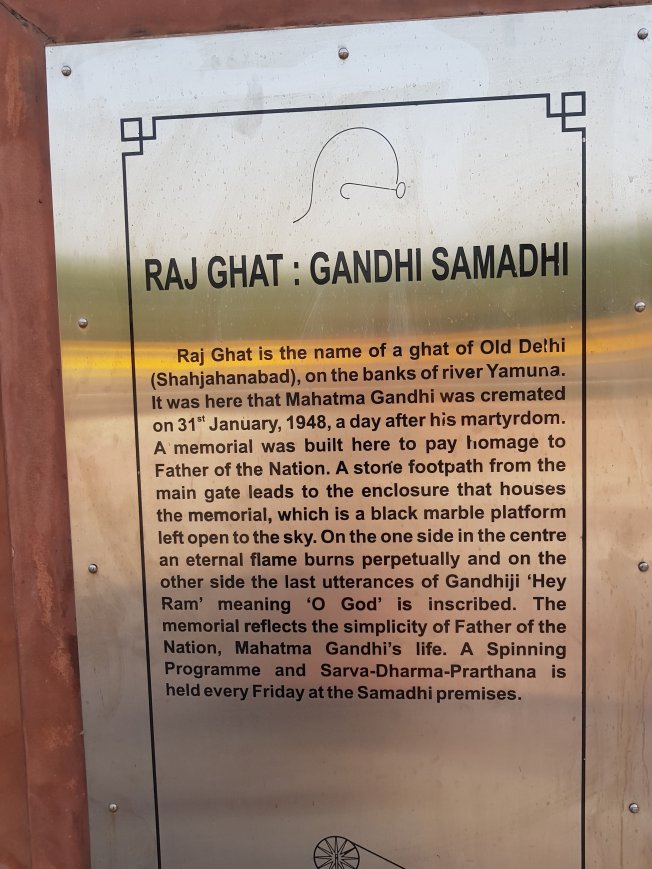 RAJ GHAT : GANDHI SAMADHI
Raj Ghat is the name of a ghat of Old Delhi
(Shahjahanabad), on the banks of river Yamuna.
It was here that Mahatma Gandhi was cremated
on 31st January, 1948, a day after his martyrdom.
A memorial was built here to pay homage to
Father of the Nation. A stone footpath from the
main gate leads to the enclosure that houses
the memorial, which is a black marble platform
left open to the sky. On the one side in the centre
an eternal flame burns perpetually and on the
other side the last utterances of Gandhiji ‘Hey
Ram’ meaning ‘O God’ is inscribed. The
memorial reflects the simplicity of Father of the
Nation, Mahatma Gandhi’s life. A Spinning
Programme and Sarva-Dharma-Prarthana is
held every Friday at the Samadhi premises.